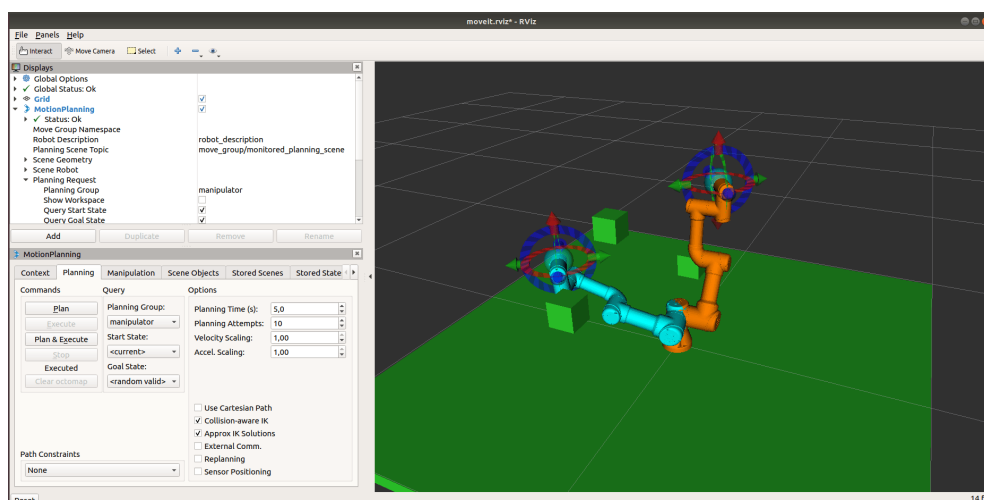 moveit.rviz* - RViz
File Panels Help
Interact Move Camera Select
Displays
Global Options
Global Status: Ok
Grid
MotionPlanning
Status: Ok
Move Group Namespace
Robot Description robot_description
Planning Scene Topic move_group/monitored_planning_scene
Scene Geometry
Scene Robot
Planning Request
Planning Group manipulator
Show Workspace
Query Start State
Query Goal State
Add Duplicate Remove Rename
MotionPlanning
Context Planning Manipulation Scene Objects Stored Scenes Stored State
Commands Query Options
Plan Planning Group: Planning Time (s): 5,0
Execute manipulator Planning Attempts: 10
Plan & Execute Start State: Velocity Scaling: 1,00
Stop <current> Accel. Scaling: 1,00
Executed Goal State:
Clear octomap <random valid>
Use Cartesian Path
Collision-aware IK
Approx IK Solutions
External Comm.
Path Constraints Replanning
None Sensor Positioning
Reset 14 f